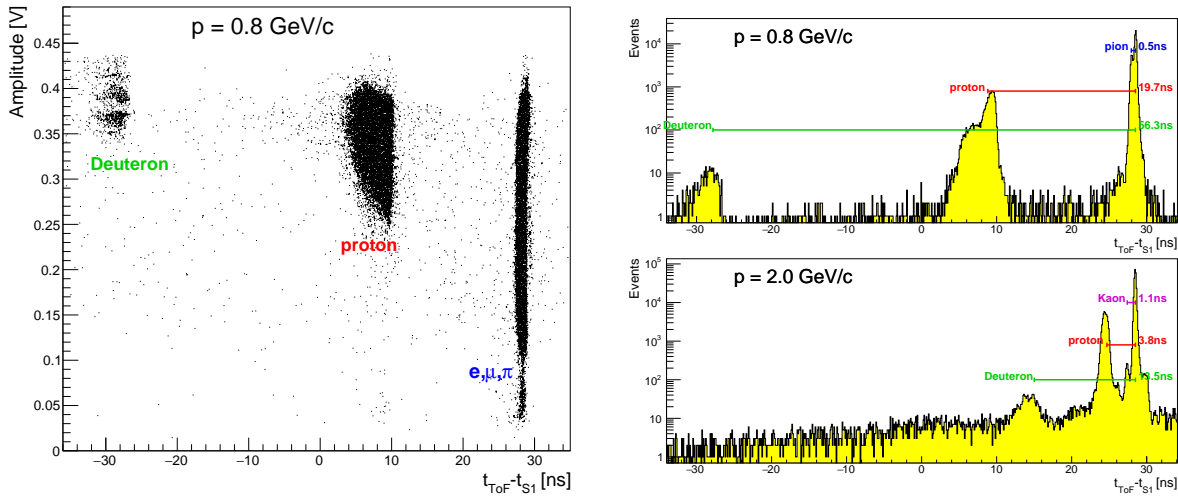 p = 0.8 GeV/c
Amplitude [V]
0.45
0.4
0.35
0.3
0.25
0.2
0.15
0.1
0.05
0
Deuteron
proton
e,μ,π
−30
−20
−10
0
10
20
30
t_ToF-t_S1 [ns]
p = 0.8 GeV/c
Events
10^4
10^3
10^2
10
1
pion
0.5ns
proton
19.7ns
Deuteron
56.3ns
−30
−20
−10
0
10
20
30
t_ToF-t_S1 [ns]
p = 2.0 GeV/c
Events
10^5
10^4
10^3
10^2
10
1
Kaon
1.1ns
proton
3.8ns
Deuteron
13.5ns
−30
−20
−10
0
10
20
30
t_ToF-t_S1 [ns]